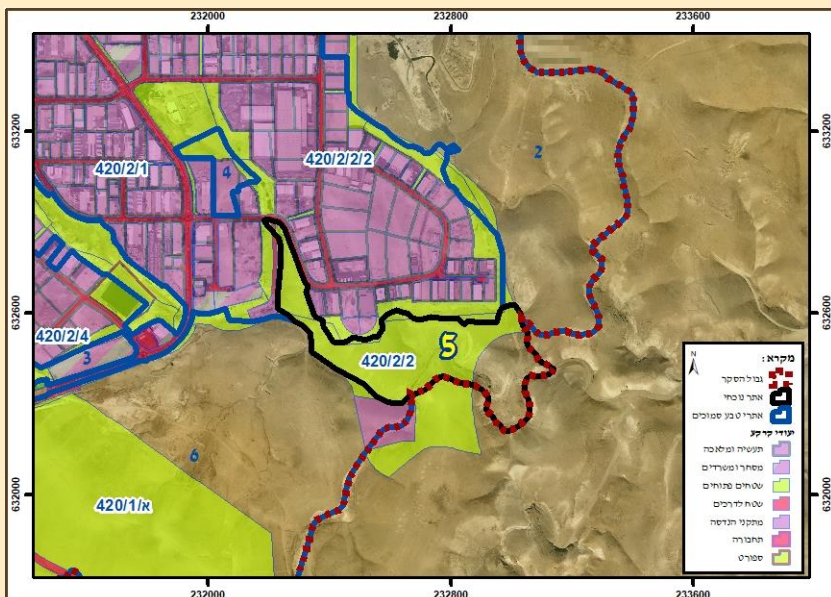 232000 232800 233600
633200 633200
632600 632600
632000 632000
232000 232800 233600
420/2/1
420/2/2/2
4
2
420/2/4
3
420/2/2
5
6
420/1/א
N
מקרא:
גבול הסקר
אתר נוכחי
אתרי טבע סמוכים
יעודי קרקע
תעשיה ומלאכה
מסחר ומשרדים
שטחים פתוחים
שטח לדרכים
מתקני הנדסה
תחבורה
ספורט